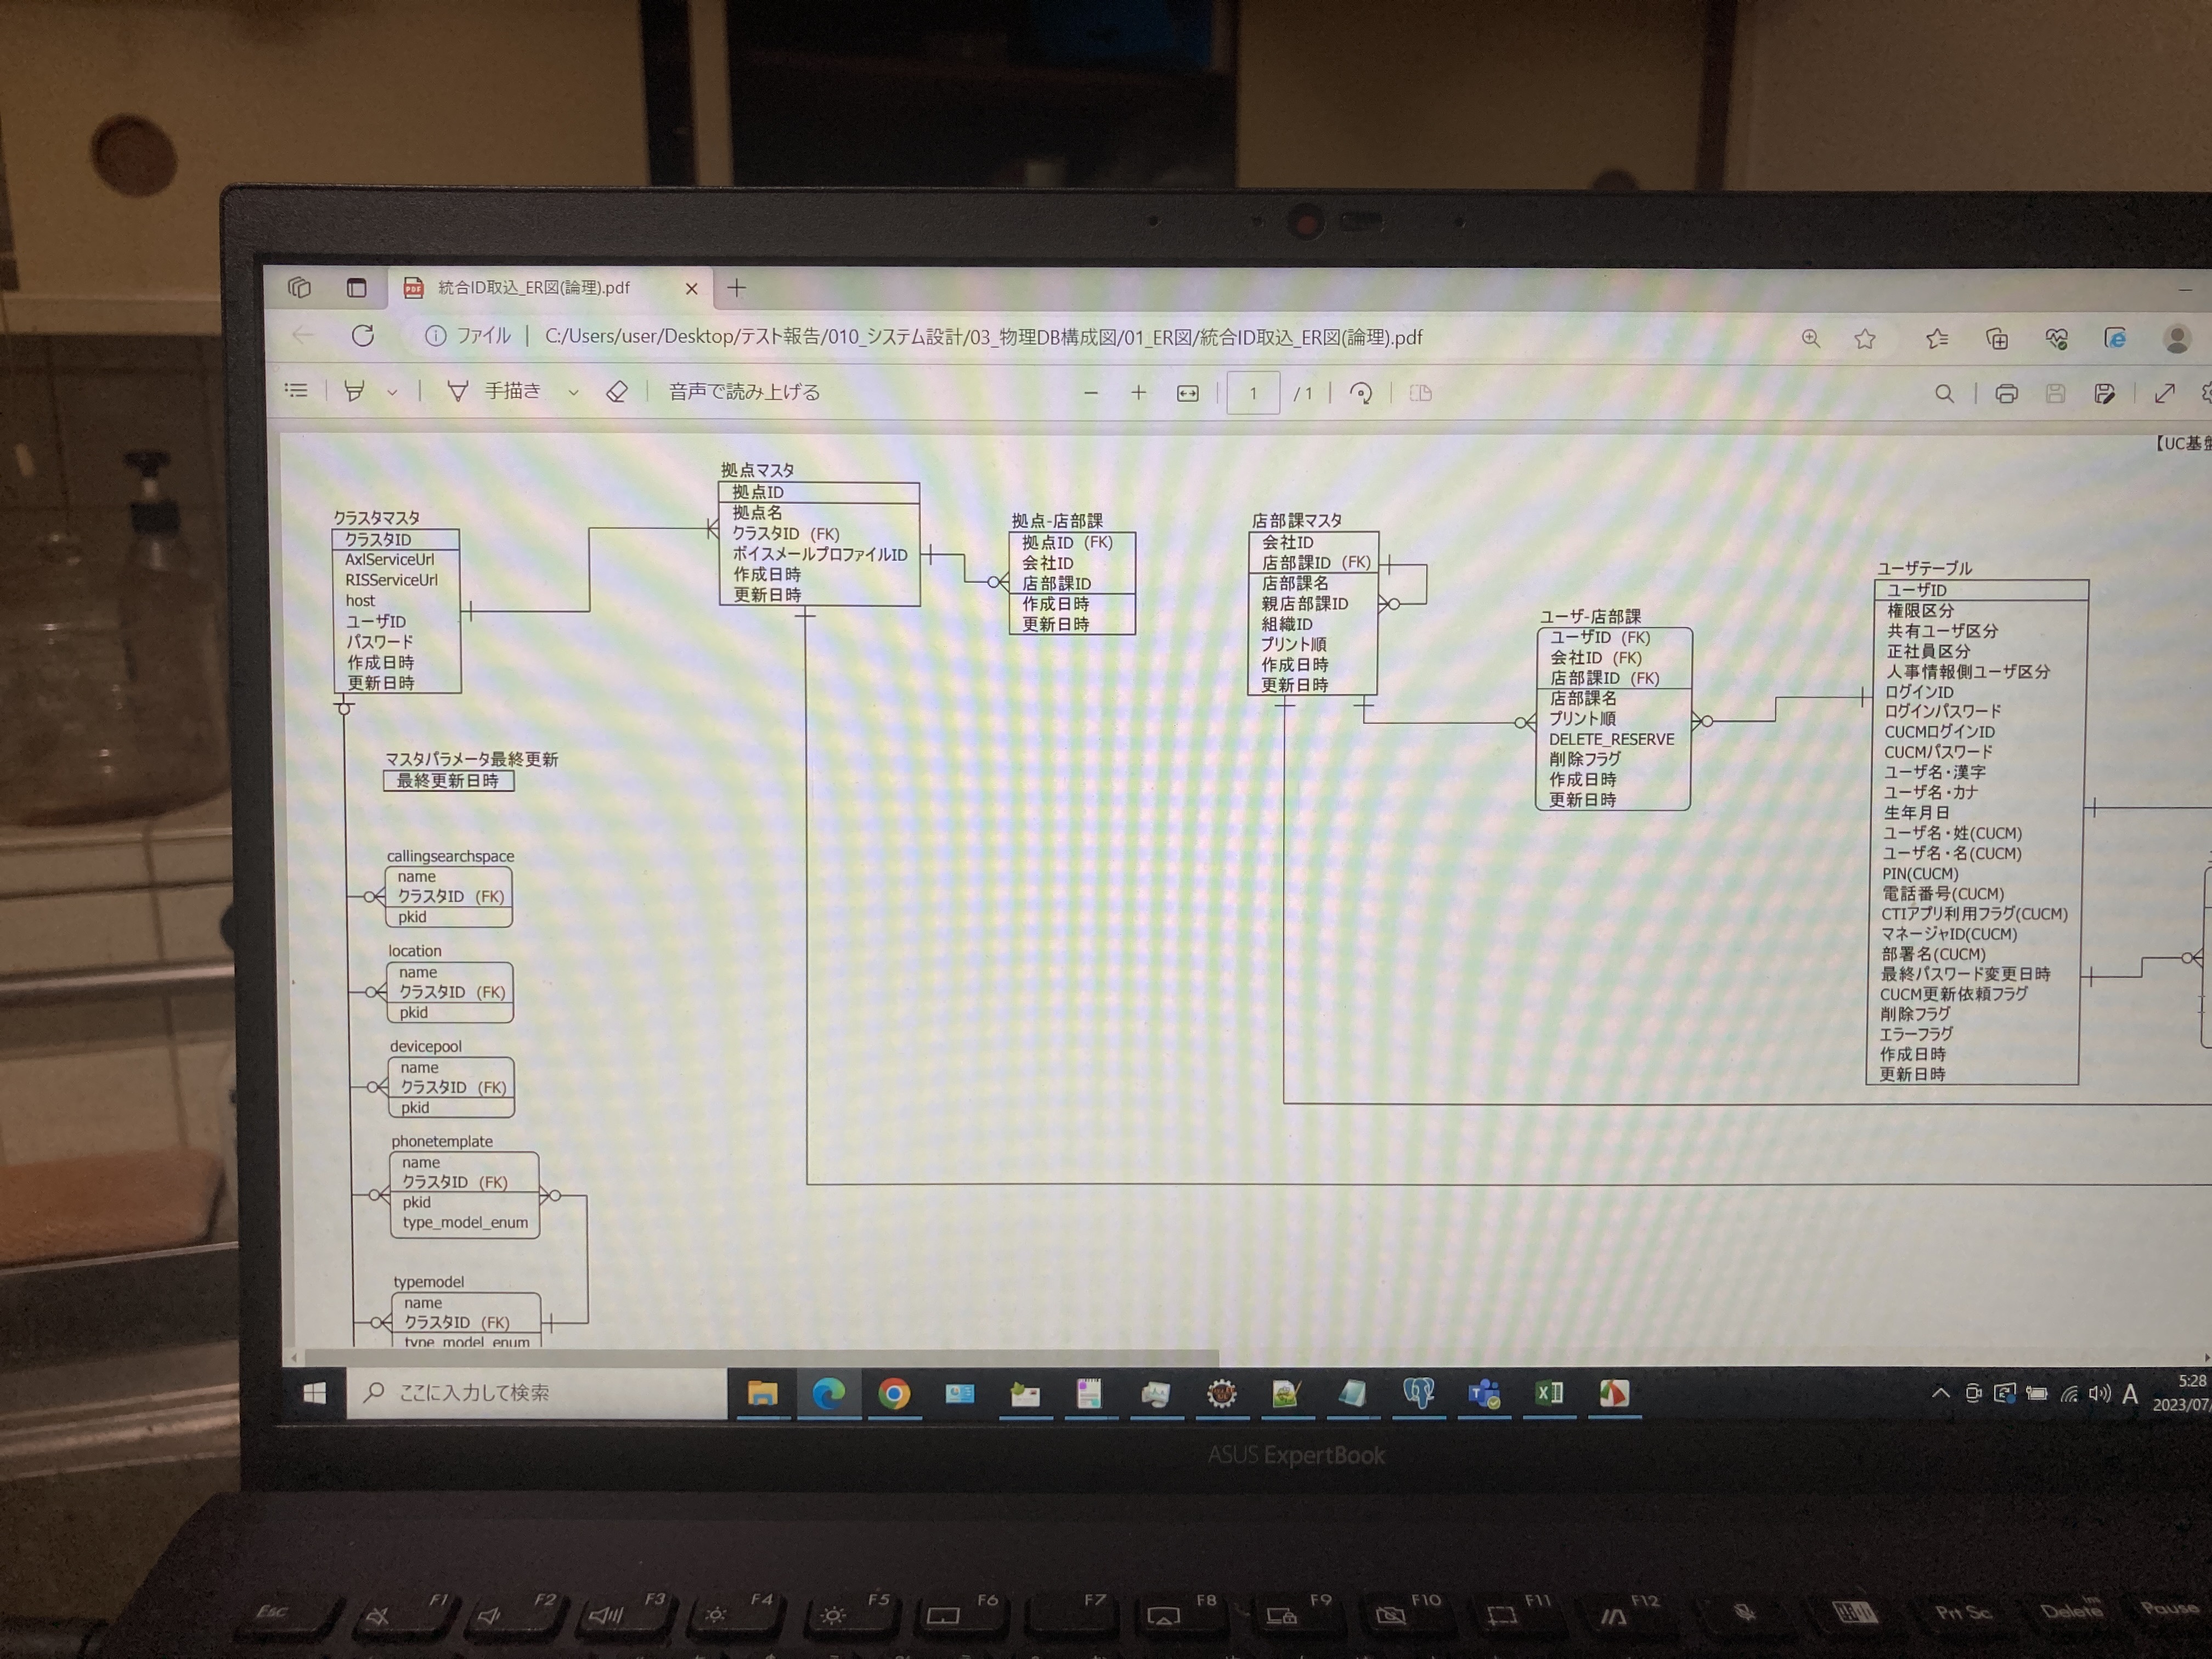 統合ID取込_ER図(論理).pdf
ファイル | C:/Users/user/Desktop/テスト報告/010_システム設計/03_物理DB構成図/01_ER図/統合ID取込_ER図(論理).pdf
手描き
音声で読み上げる
1 / 1
【UC基盤
クラスタマスタ
クラスタID
AxlServiceUrl
RISServiceUrl
host
ユーザID
パスワード
作成日時
更新日時
拠点マスタ
拠点ID
拠点名
クラスタID (FK)
ボイスメールプロファイルID
作成日時
更新日時
拠点-店部課
拠点ID (FK)
会社ID
店部課ID
作成日時
更新日時
店部課マスタ
会社ID
店部課ID (FK)
店部課名
親店部課ID
組織ID
プリント順
作成日時
更新日時
ユーザ-店部課
ユーザID (FK)
会社ID (FK)
店部課ID (FK)
店部課名
プリント順
DELETE_RESERVE
削除フラグ
作成日時
更新日時
ユーザテーブル
ユーザID
権限区分
共有ユーザ区分
正社員区分
人事情報側ユーザ区分
ログインID
ログインパスワード
CUCMログインID
CUCMパスワード
ユーザ名・漢字
ユーザ名・カナ
生年月日
ユーザ名・姓(CUCM)
ユーザ名・名(CUCM)
PIN(CUCM)
電話番号(CUCM)
CTIアプリ利用フラグ(CUCM)
マネージャID(CUCM)
部署名(CUCM)
最終パスワード変更日時
CUCM更新依頼フラグ
削除フラグ
エラーフラグ
作成日時
更新日時
マスタパラメータ最終更新
最終更新日時
callingsearchspace
name
クラスタID (FK)
pkid
location
name
クラスタID (FK)
pkid
devicepool
name
クラスタID (FK)
pkid
phonetemplate
name
クラスタID (FK)
pkid
type_model_enum
typemodel
name
クラスタID (FK)
type_model_enum
ここに入力して検索
A
5:28
2023/07/
ASUS ExpertBook
Esc F1 F2 F3 F4 F5 F6 F7 F8 F9 F10 F11 F12 Prt Sc Delete Pause